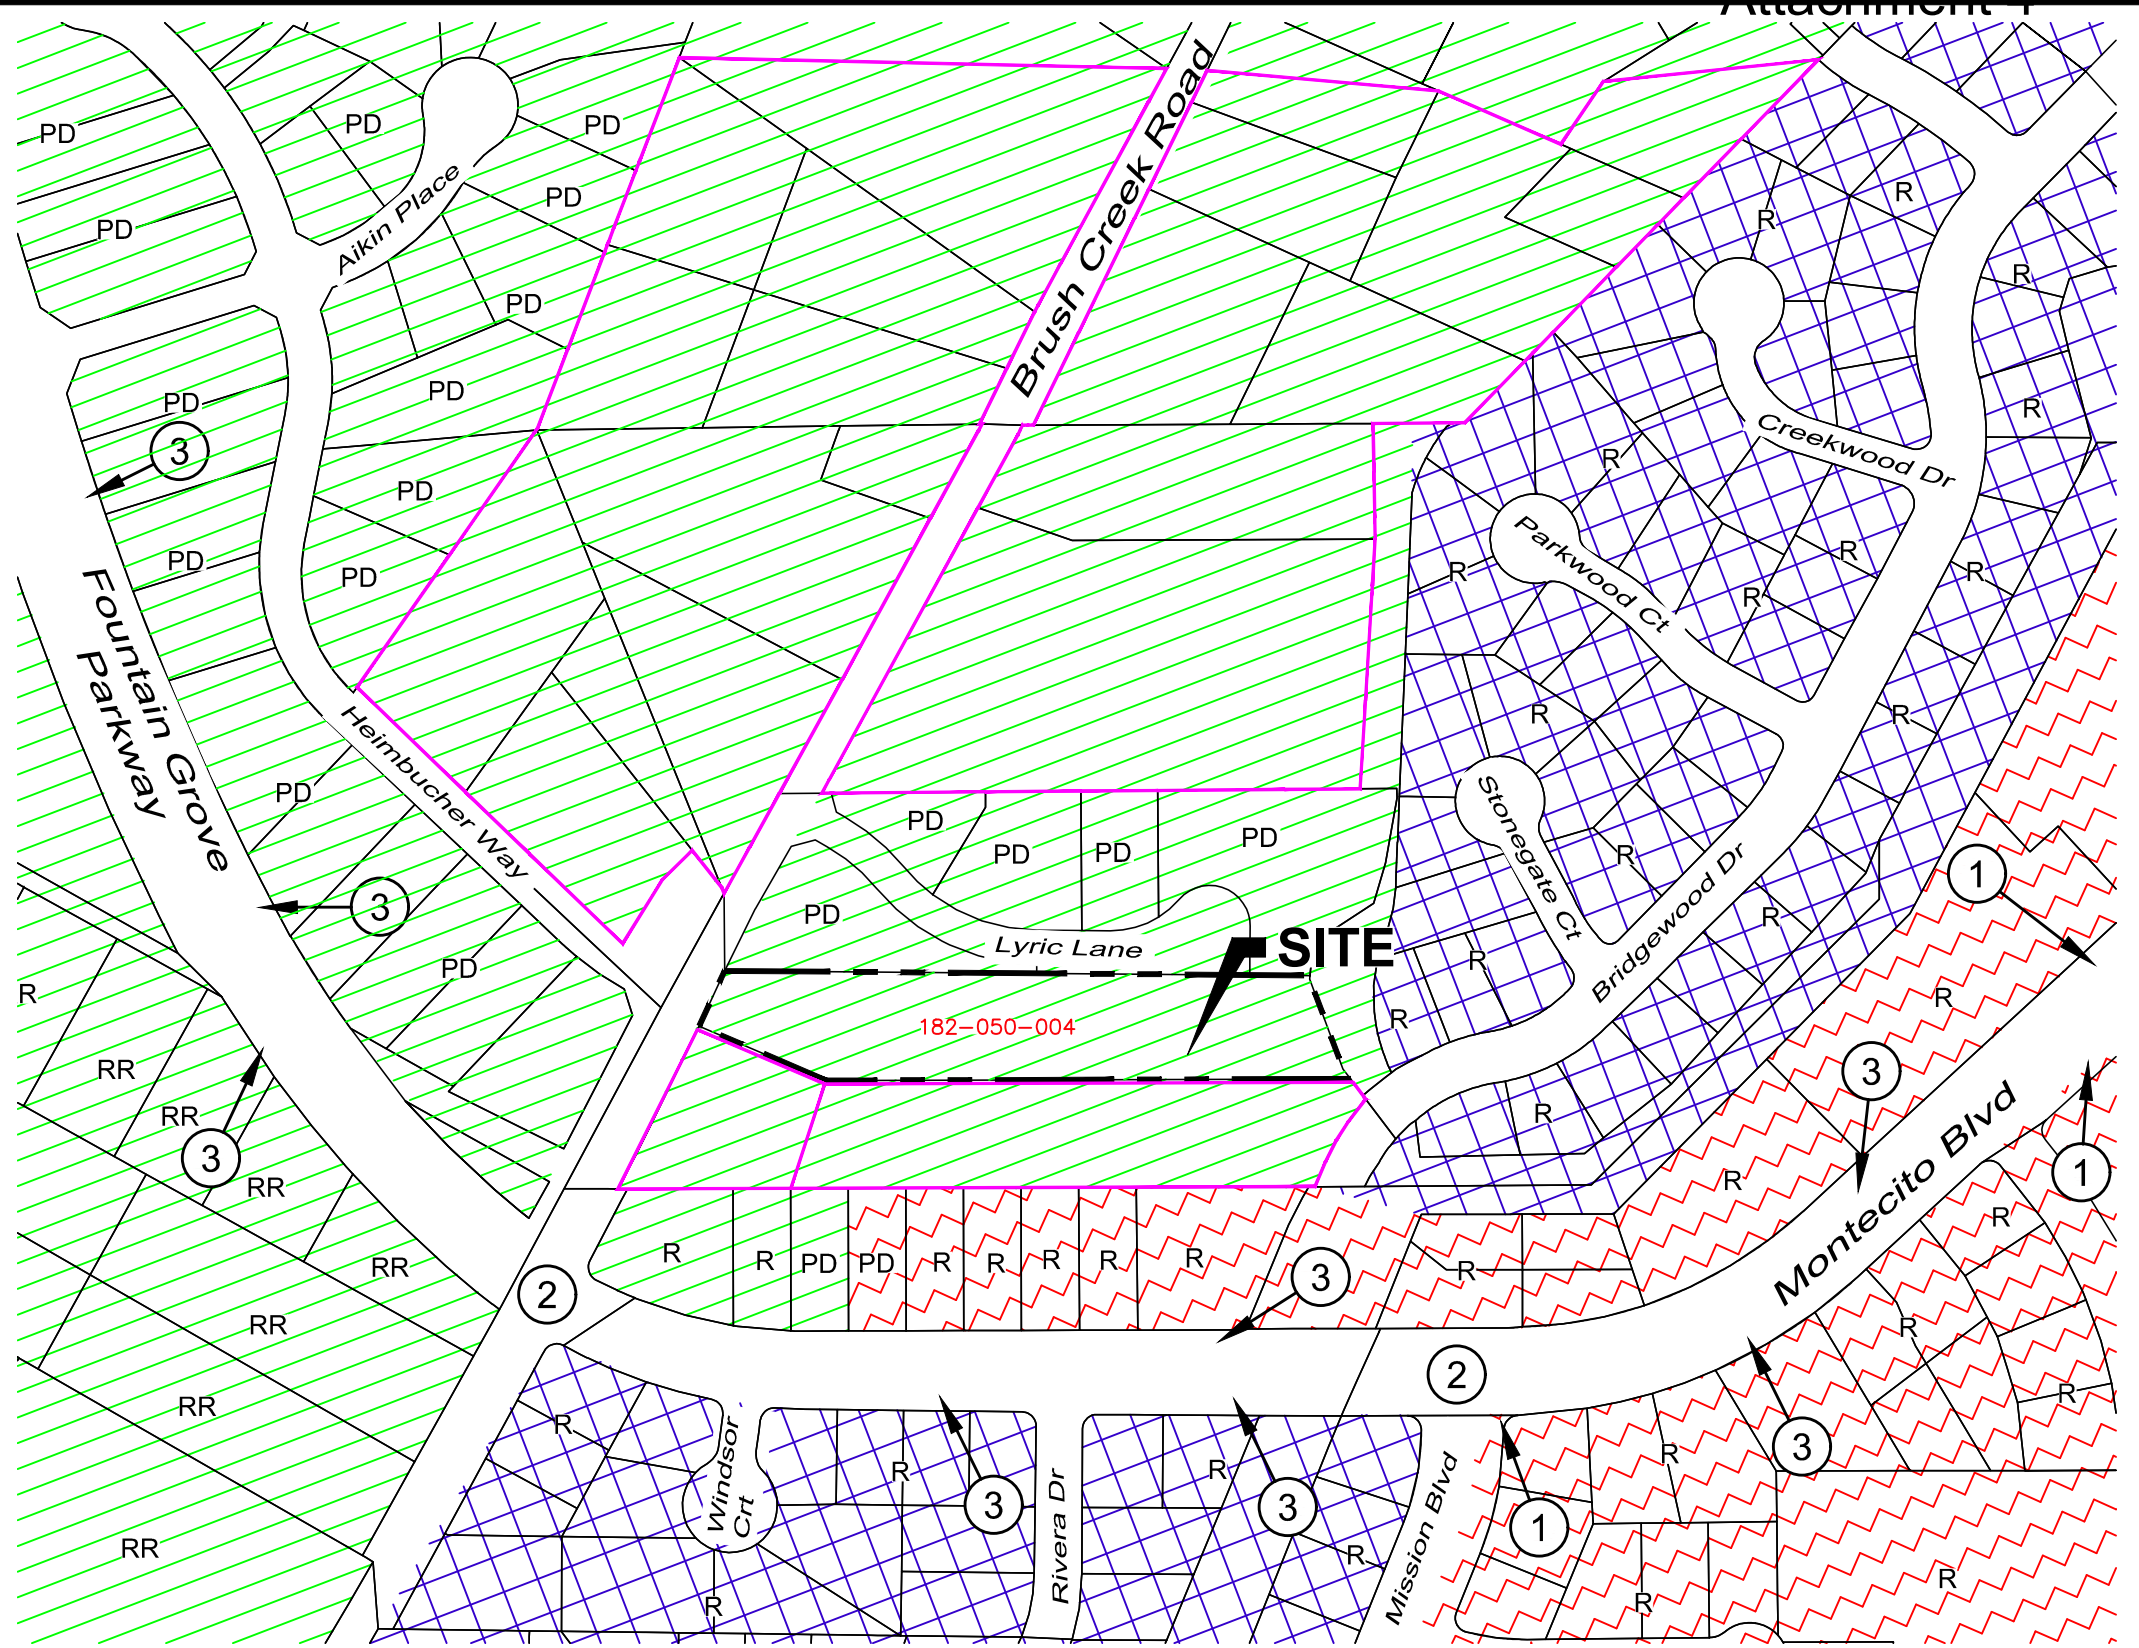 Attachment 4
PD
PD
PD
PD
PD
PD
Aikin Place
Brush Creek Road
R
R
R
R
PD
PD
3
PD
PD
PD
Creekwood Dr
R
Parkwood Ct
R
R
R
R
Fountain Grove
Parkway
Heimbucher Way
PD
R
R
Stonegate Ct
PD
PD
PD
PD
R
Bridgewood Dr
1
3
PD
R
Lyric Lane
SITE
PD
R
R
R
182-050-004
R
RR
3
RR
3
R
1
RR
R
Montecito Blvd
R
R
R
PD
PD
R
R
R
R
R
RR
2
3
R
RR
R
2
R
RR
R
Windsor
Crt
R
3
Rivera Dr
R
3
Mission Blvd
R
3
1
RR
R
R
R
R